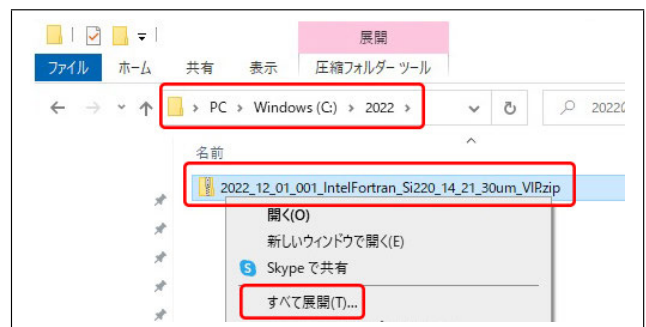 展開
ファイル ホーム 共有 表示 圧縮フォルダー ツール
PC › Windows (C:) › 2022 ›
名前
2022_12_01_001_IntelFortran_Si220_14_21_30um_VIP.zip
開く(O)
新しいウィンドウで開く(E)
Skype で共有
すべて展開(T)...